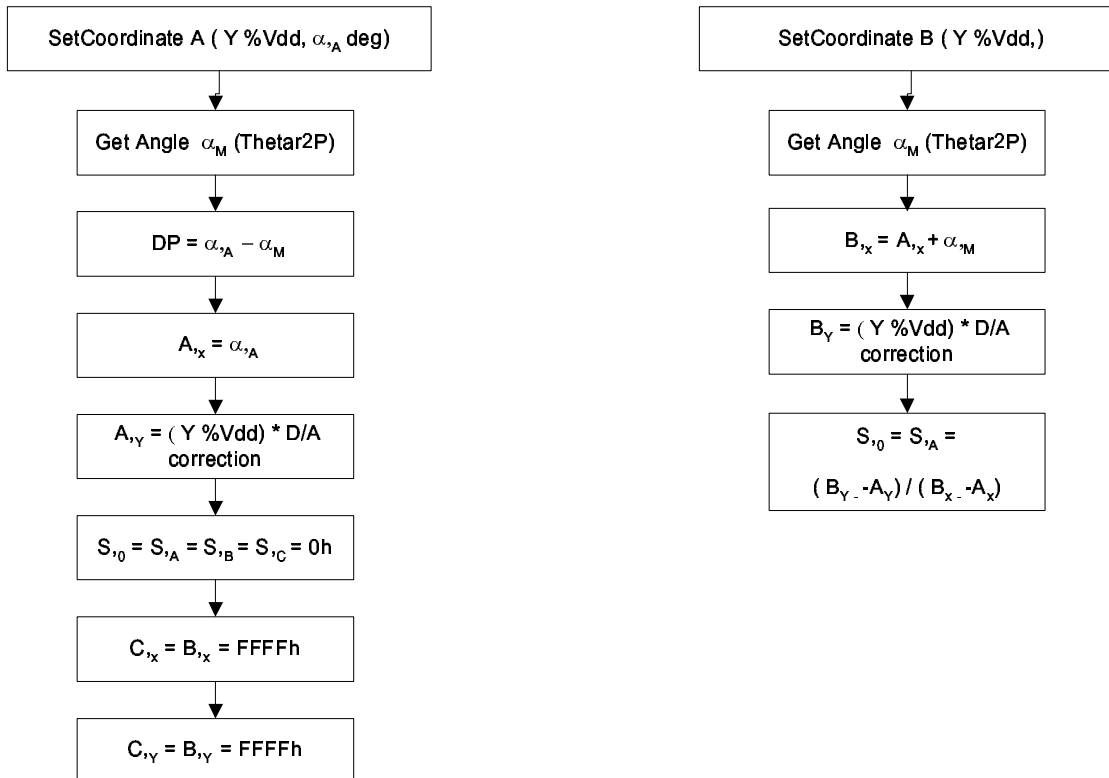 SetCoordinate A ( Y %Vdd, α,A deg)
Get Angle αM (Thetar2P)
DP = α,A – αM
A,x = α,A
A,Y = ( Y %Vdd) * D/A
correction
S,0 = S,A = S,B = S,C = 0h
C,x = B,x = FFFFh
C,Y = B,Y = FFFFh
SetCoordinate B ( Y %Vdd,)
Get Angle αM (Thetar2P)
B,x = A,x + α,M
BY = ( Y %Vdd) * D/A
correction
S,0 = S,A =
( BY - -AY) / ( Bx - -Ax)